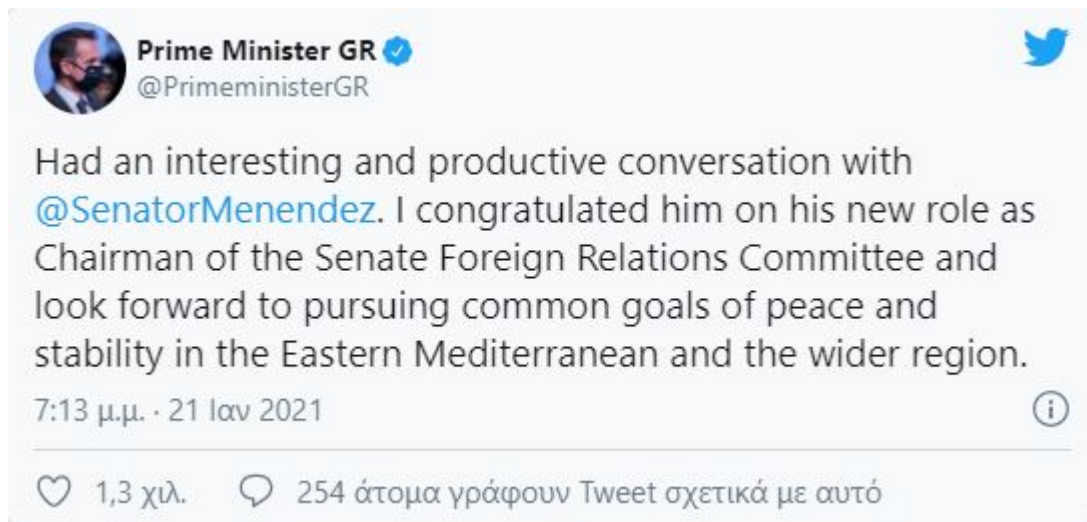 Prime Minister GR
@PrimeministerGR
Had an interesting and productive conversation with
@SenatorMenendez. I congratulated him on his new role as
Chairman of the Senate Foreign Relations Committee and
look forward to pursuing common goals of peace and
stability in the Eastern Mediterranean and the wider region.
7:13 μ.μ. · 21 Ιαν 2021
1,3 χιλ. 254 άτομα γράφουν Tweet σχετικά με αυτό